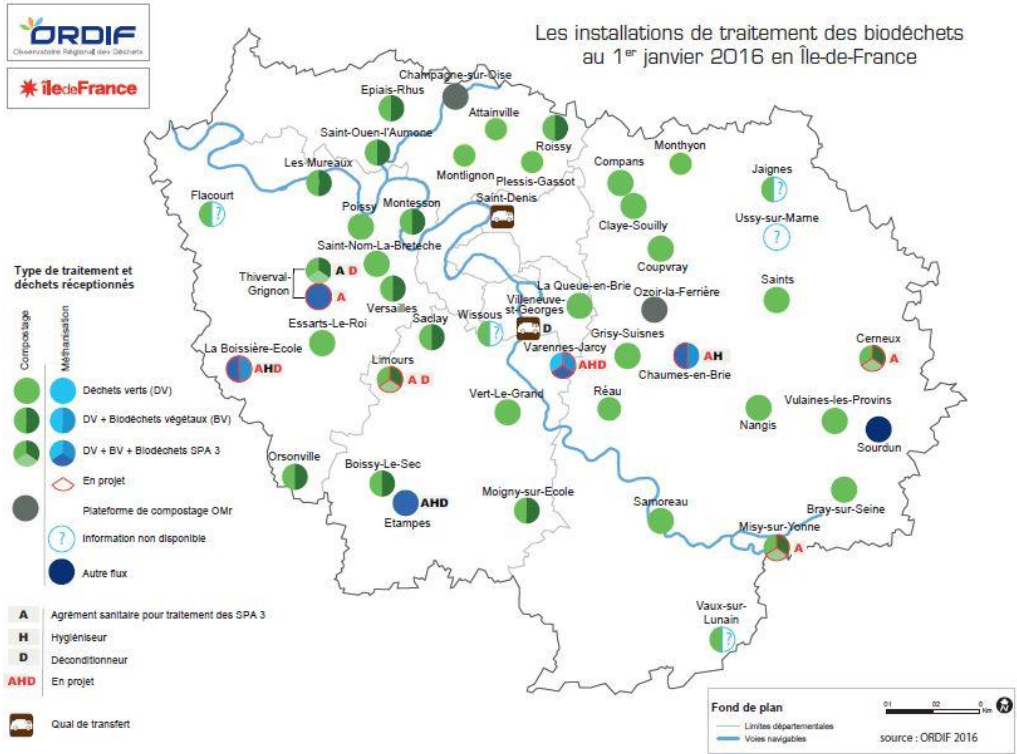 ORDIF
Observatoire Régional des Déchets
îledeFrance
Les installations de traitement des biodéchets
au 1er janvier 2016 en Île-de-France
Champagne-sur-Oise
Epiais-Rhus
Attainville
Saint-Ouen-l'Aumone
Roissy
Monthyon
Compans
Les Mureaux
Montlignon
Plessis-Gassot
Jaignes
?
Flacourt
?
Montesson
Saint-Denis
Poissy
Claye-Souilly
Ussy-sur-Marne
?
Saint-Nom-La-Breteche
Coupvray
Type de traitement et
déchets réceptionnés
Thiverval-
Grignon
A D
A
Versailles
La Queue-en-Brie
Ozoir-la-Ferrière
Saints
Villeneuve-
st-Georges
D
Essarts-Le-Roi
Saclay
Wissous
?
Grisy-Suisnes
Compostage
Méthanisation
La Boissière-Ecole
AHD
Limours
A D
Varennes-Jarcy
AHD
AH
Chaumes-en-Brie
Cerneux
A
Déchets verts (DV)
Vert-Le-Grand
Réau
DV + Biodéchets végétaux (BV)
Nangis
Vulaines-les-Provins
DV + BV + Biodéchets SPA 3
Sourdun
En projet
Orsonville
Boissy-Le-Sec
Plateforme de compostage OMr
AHD
Etampes
Moigny-sur-Ecole
Samoreau
Bray-sur-Seine
? Information non disponible
Misy-sur-Yonne
A
Autre flux
A Agrément sanitaire pour traitement des SPA 3
H Hygiéniseur
D Déconditionneur
AHD En projet
Vaux-sur-
Lunain
?
Quai de transfert
Fond de plan
Limites départementales
Voies navigables
01 02 0
Km
N
source : ORDIF 2016